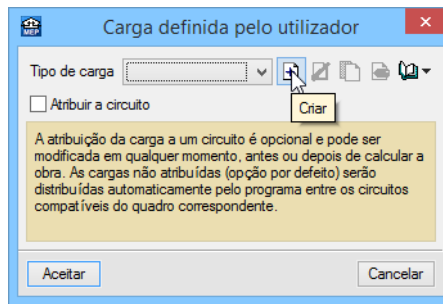 MEP
Carga definida pelo utilizador
Tipo de carga
Atribuir a circuito
Criar
A atribuição da carga a um circuito é opcional e pode ser
modificada em qualquer momento, antes ou depois de calcular a
obra. As cargas não atribuídas (opção por defeito) serão
distribuídas automaticamente pelo programa entre os circuitos
compatíveis do quadro correspondente.
Aceitar
Cancelar